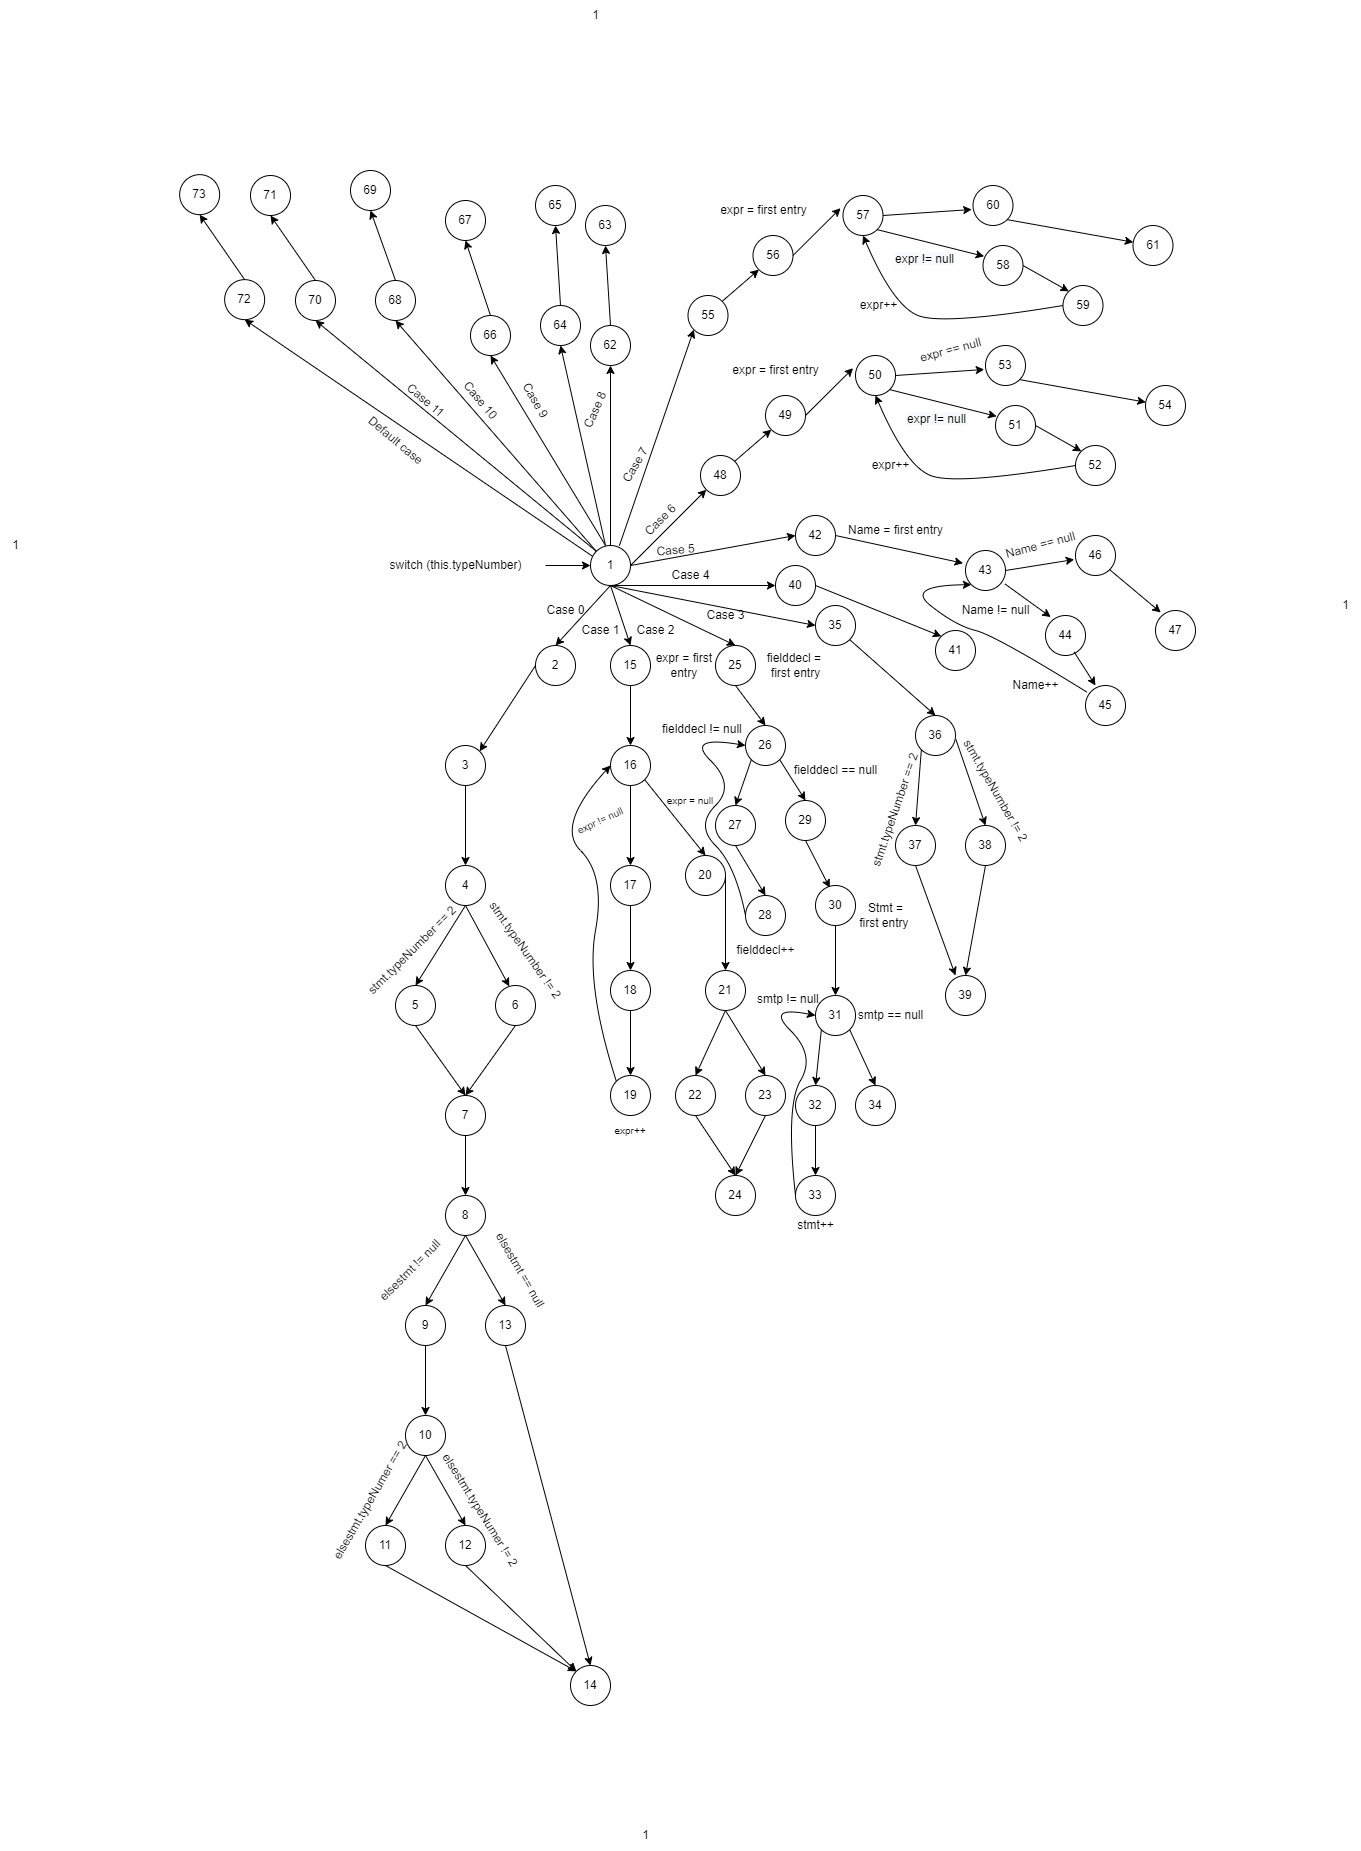 1
73
71
69
67
65
63
expr = first entry
57
60
61
56
expr != null
58
72
70
68
66
64
62
55
expr++
59
expr = first entry
50
expr == null
53
54
Case 11
Case 10
Case 9
Case 8
49
expr != null
51
Default case
Case 7
48
expr++
52
Case 6
42
Name = first entry
1
switch (this.typeNumber)
1
Case 5
43
Name == null
46
Case 4
40
1
Case 0
Case 1
Case 2
Case 3
35
Name != null
44
47
2
15
expr = first
entry
25
fielddecl =
first entry
41
Name++
45
fielddecl != null
26
36
3
16
fielddecl == null
expr = null
expr != null
27
29
stmt.typeNumber == 2
stmt.typeNumber != 2
37
38
4
17
20
28
30
Stmt =
first entry
stmt.typeNumber == 2
stmt.typeNumber != 2
fielddecl++
5
6
18
21
smtp != null
31
smtp == null
39
7
19
22
23
32
34
expr++
8
24
33
stmt++
elsestmt != null
elsestmt == null
9
13
10
elsestmt.typeNumer == 2
elsestmt.typeNumer != 2
11
12
14
1